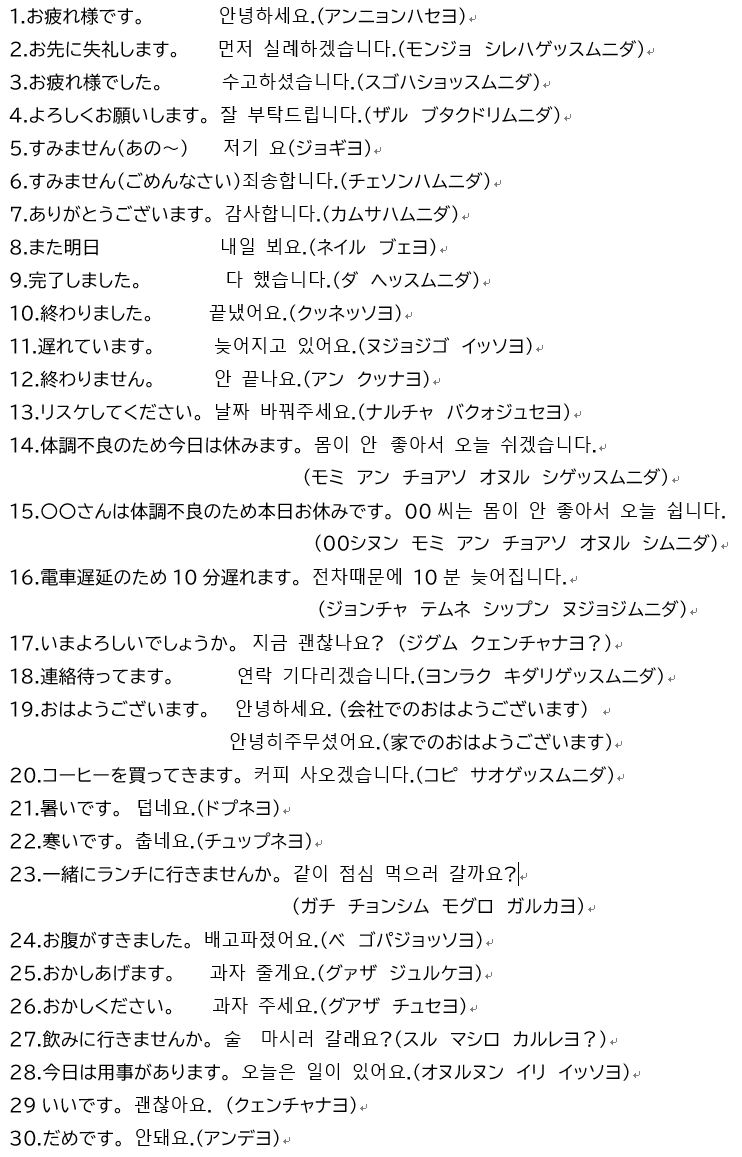 1.お疲れ様です。 안녕하세요.(アンニョンハセヨ)
2.お先に失礼します。 먼저 실례하겠습니다.(モンジョ シレハゲッスムニダ)
3.お疲れ様でした。 수고하셨습니다.(スゴハショッスムニダ)
4.よろしくお願いします。 잘 부탁드립니다.(ザル ブタクドリムニダ)
5.すみません(あの～) 저기 요(ジョギヨ)
6.すみません(ごめんなさい)죄송합니다.(チェソンハムニダ)
7.ありがとうございます。 감사합니다.(カムサハムニダ)
8.また明日 내일 뵈요.(ネイル ブェヨ)
9.完了しました。 다 했습니다.(ダ ヘッスムニダ)
10.終わりました。 끝냈어요.(クッネッソヨ)
11.遅れています。 늦어지고 있어요.(ヌジョジゴ イッソヨ)
12.終わりません。 안 끝나요.(アン クッナヨ)
13.リスケしてください。 날짜 바꿔주세요.(ナルチャ バクォジュセヨ)
14.体調不良のため今日は休みます。 몸이 안 좋아서 오늘 쉬겠습니다.
(モミ アン チョアソ オヌル シゲッスムニダ)
15.〇〇さんは体調不良のため本日お休みです。 00 씨는 몸이 안 좋아서 오늘 쉽니다.
(00シヌン モミ アン チョアソ オヌル シムニダ)
16.電車遅延のため 10 分遅れます。 전차때문에 10 분 늦어집니다.
(ジョンチャ テムネ シップン ヌジョジムニダ)
17.いまよろしいでしょうか。 지금 괜찮나요? (ジグム クェンチャナヨ？)
18.連絡待ってます。 연락 기다리겠습니다.(ヨンラク キダリゲッスムニダ)
19.おはようございます。 안녕하세요. (会社でのおはようございます)
안녕히주무셨어요.(家でのおはようございます)
20.コーヒーを買ってきます。 커피 사오겠습니다.(コピ サオゲッスムニダ)
21.暑いです。 덥네요.(ドプネヨ)
22.寒いです。 춥네요.(チュップネヨ)
23.一緒にランチに行きませんか。 같이 점심 먹으러 갈까요?
(ガチ チョンシム モグロ ガルカヨ)
24.お腹がすきました。 배고파졌어요.(ベ ゴパジョッソヨ)
25.おかしあげます。 과자 줄게요.(グァザ ジュルケヨ)
26.おかしください。 과자 주세요.(グアザ チュセヨ)
27.飲みに行きませんか。 술 마시러 갈래요?(スル マシロ カルレヨ？)
28.今日は用事があります。 오늘은 일이 있어요.(オヌルヌン イリ イッソヨ)
29 いいです。 괜찮아요. (クェンチャナヨ)
30.だめです。 안돼요.(アンデヨ)